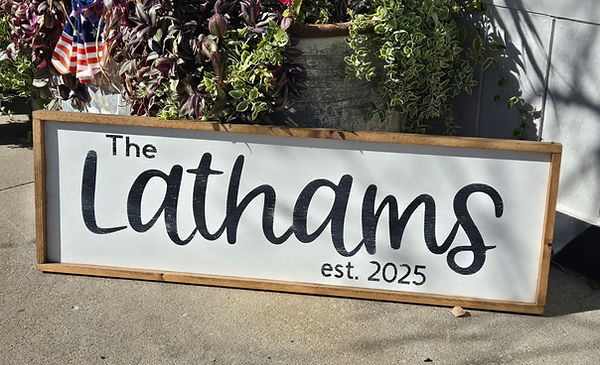 The
Lathams
est. 2025